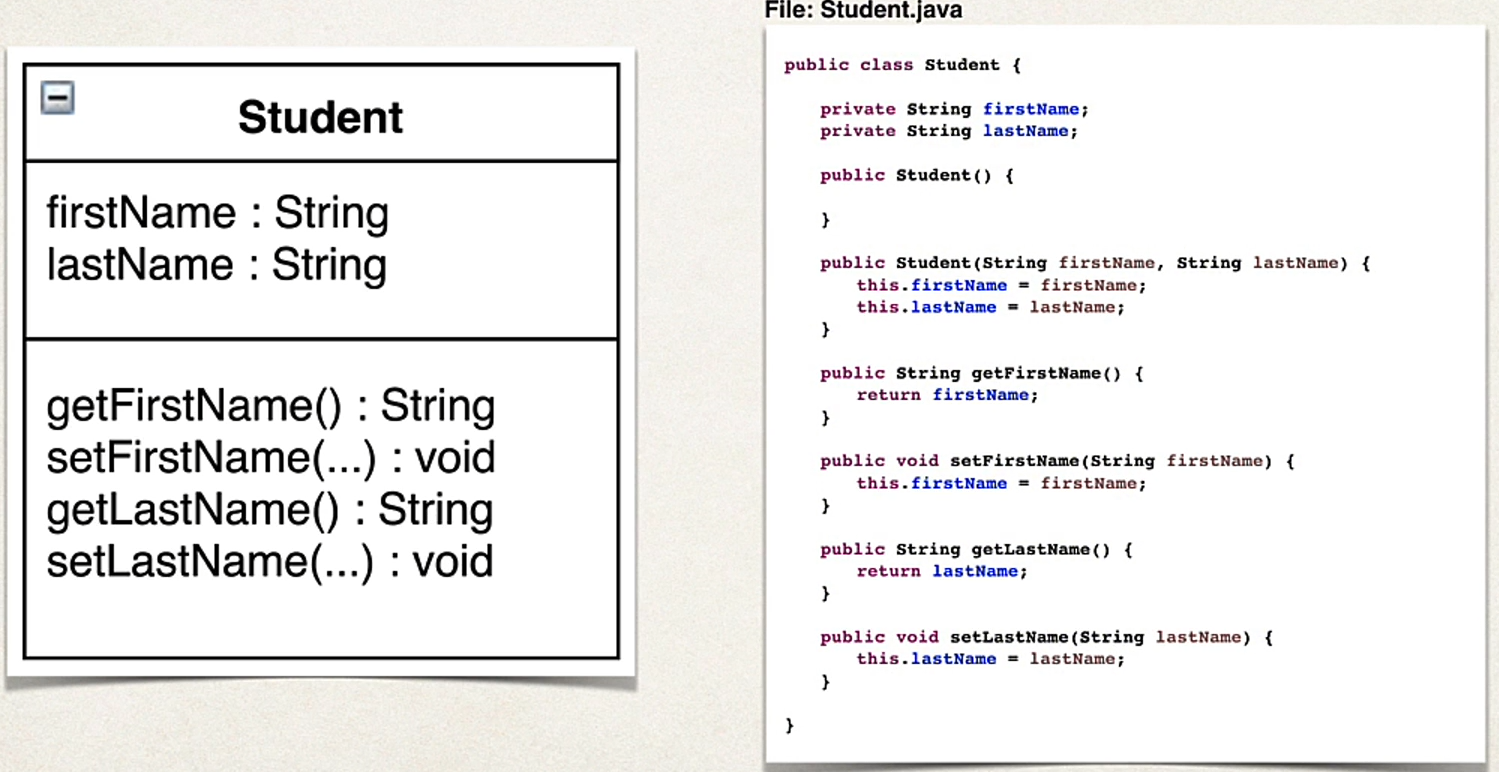 Student
firstName : String
lastName : String
getFirstName() : String
setFirstName(...) : void
getLastName() : String
setLastName(...) : void
File: Student.java
public class Student {
private String firstName;
private String lastName;
public Student() {
}
public Student(String firstName, String lastName) {
this.firstName = firstName;
this.lastName = lastName;
}
public String getFirstName() {
return firstName;
}
public void setFirstName(String firstName) {
this.firstName = firstName;
}
public String getLastName() {
return lastName;
}
public void setLastName(String lastName) {
this.lastName = lastName;
}
}